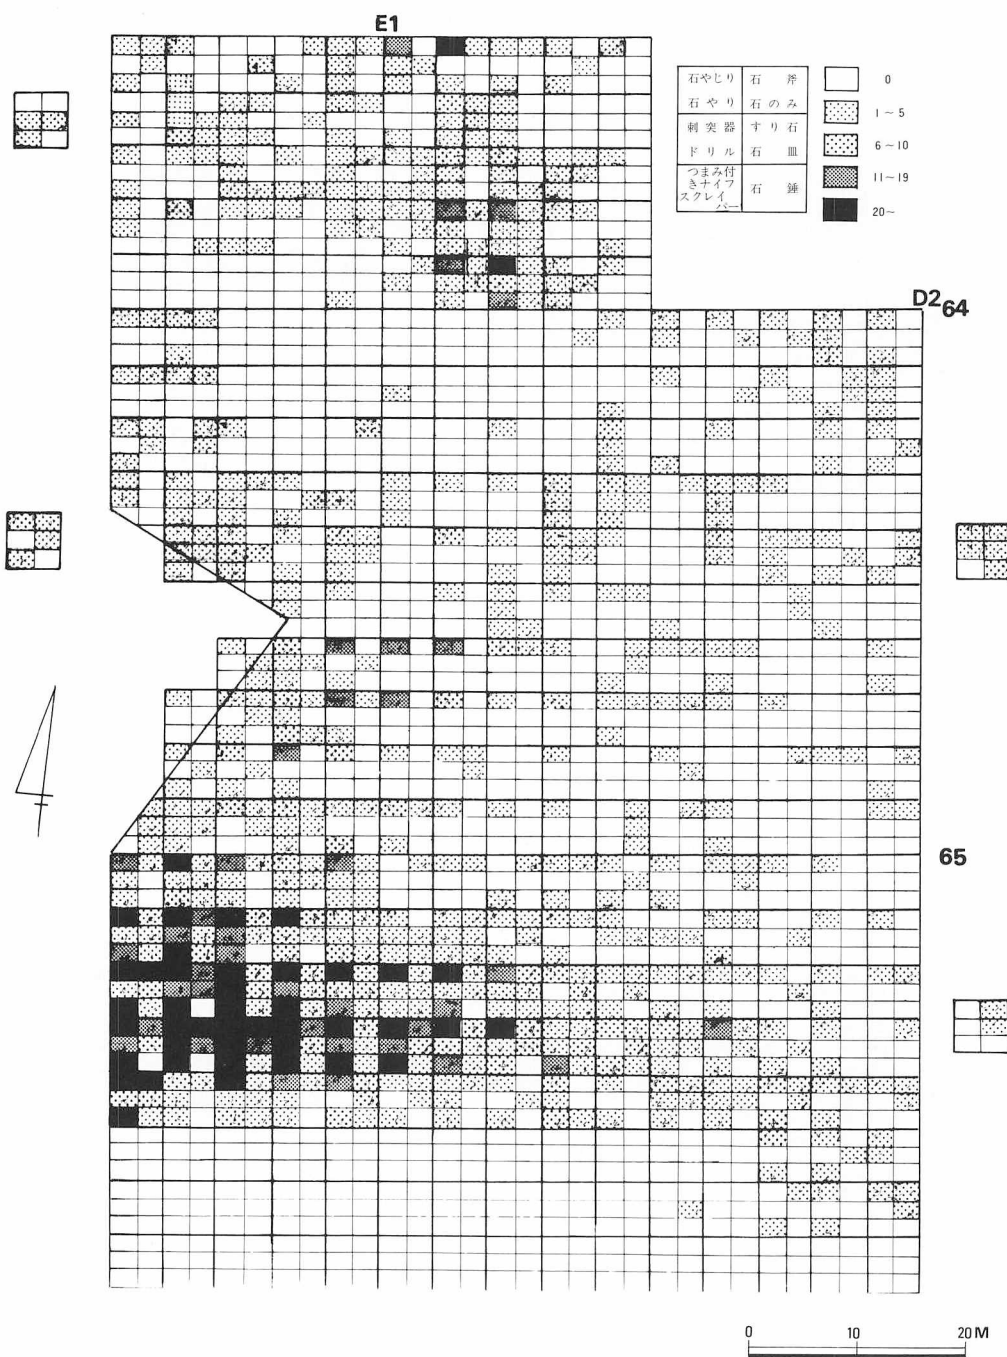 E1
石やじり 石斧
石やり 石のみ
刺突器 すり石
ドリル 石皿
つまみ付
きナイフ 石錘
スクレイ
パー
0
1~5
6~10
11~19
20~
D2 64
65
0 10 20M